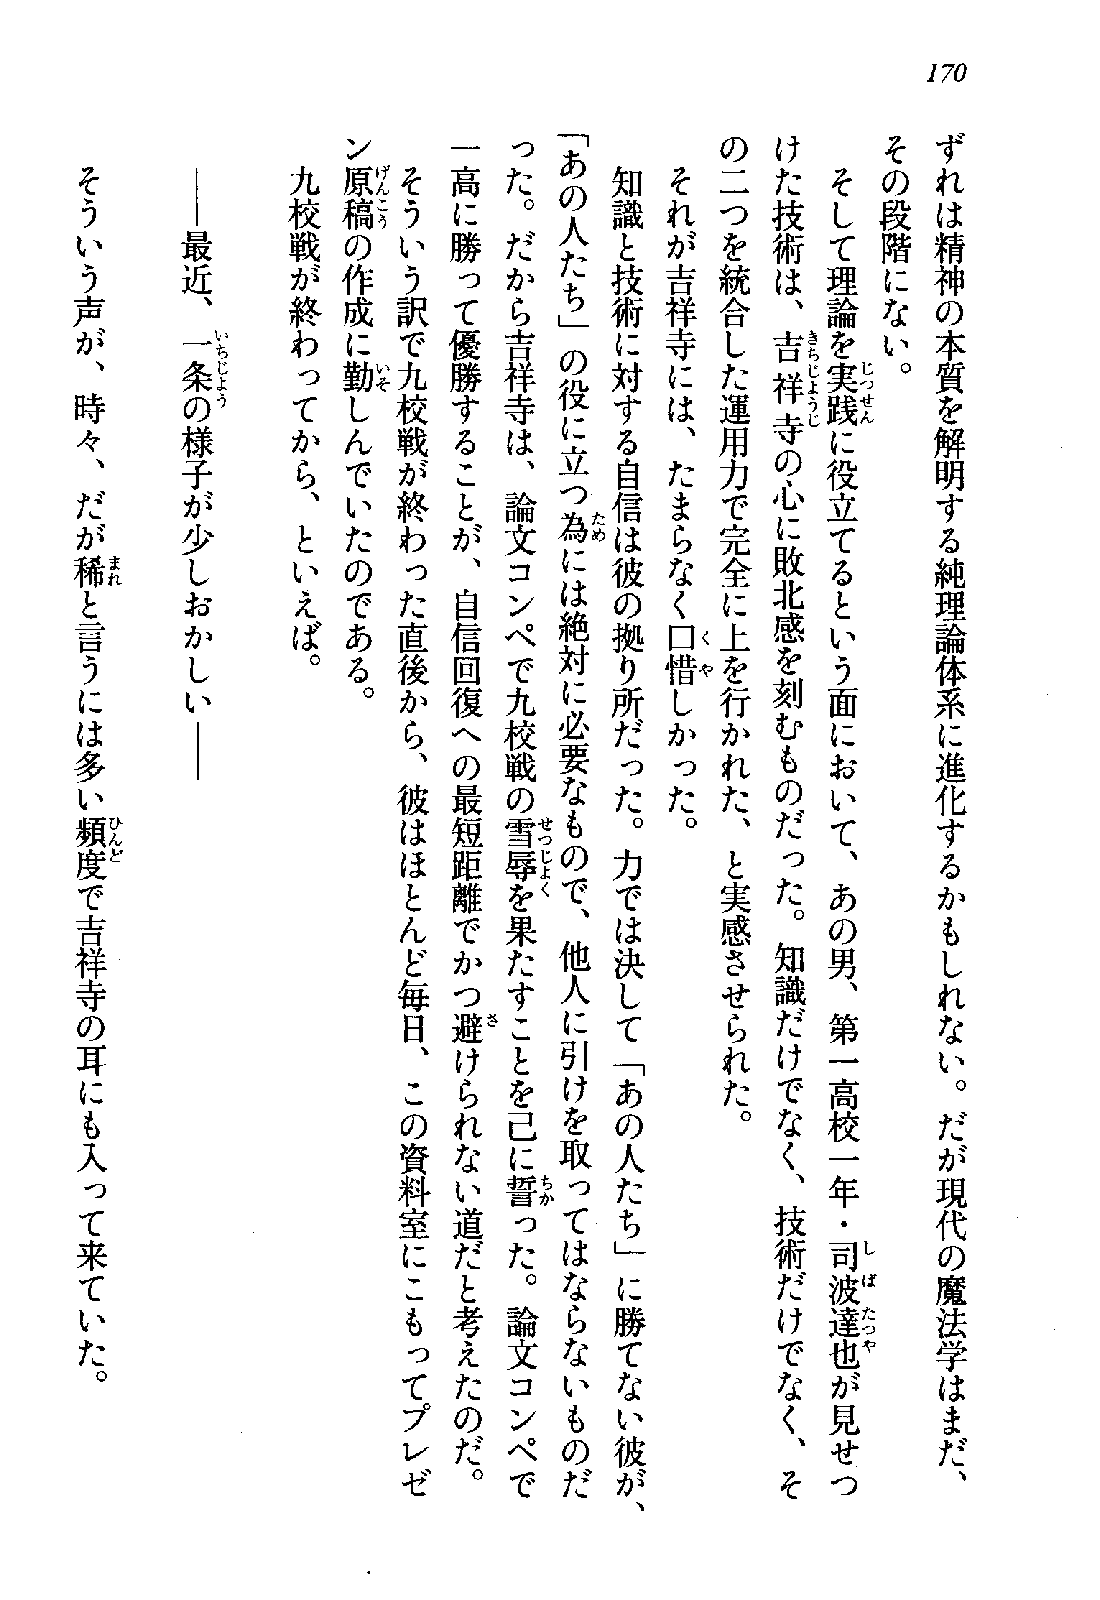 170
ずれは精神の本質を解明する純理論体系に進化するかもしれない。だが現代の魔法学はまだ、
その段階にない。
そして理論を実践に役立てるという面において、あの男、第一高校一年・司波達也が見せつ
けた技術は、吉祥寺の心に敗北感を刻むものだった。知識だけでなく、技術だけでなく、そ
の二つを統合した運用力で完全に上を行かれた、と実感させられた。
それが吉祥寺には、たまらなく口惜しかった。
知識と技術に対する自信は彼の拠り所だった。力では決して「あの人たち」に勝てない彼が、
「あの人たち」の役に立つ為には絶対に必要なもので、他人に引けを取ってはならないものだ
った。だから吉祥寺は、論文コンペで九校戦の雪辱を果たすことを己に誓った。論文コンペで
一高に勝って優勝することが、自信回復への最短距離でかつ避けられない道だと考えたのだ。
そういう訳で九校戦が終わった直後から、彼はほとんど毎日、この資料室にこもってプレゼ
ン原稿の作成に勤しんでいたのである。
九校戦が終わってから、といえば。
――最近、一条の様子が少しおかしい――
そういう声が、時々、だが稀と言うには多い頻度で吉祥寺の耳にも入って来ていた。